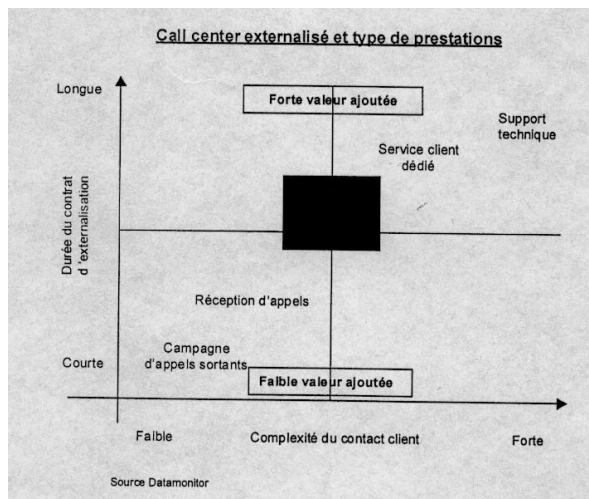 Call center externalisé et type de prestations
Longue
Forte valeur ajoutée
Support
technique
Service client
dédié
Durée du contrat
d'externalisation
Réception d'appels
Campagne
d'appels sortants
Courte
Faible valeur ajoutée
Faible
Complexité du contact client
Forte
Source Datamonitor